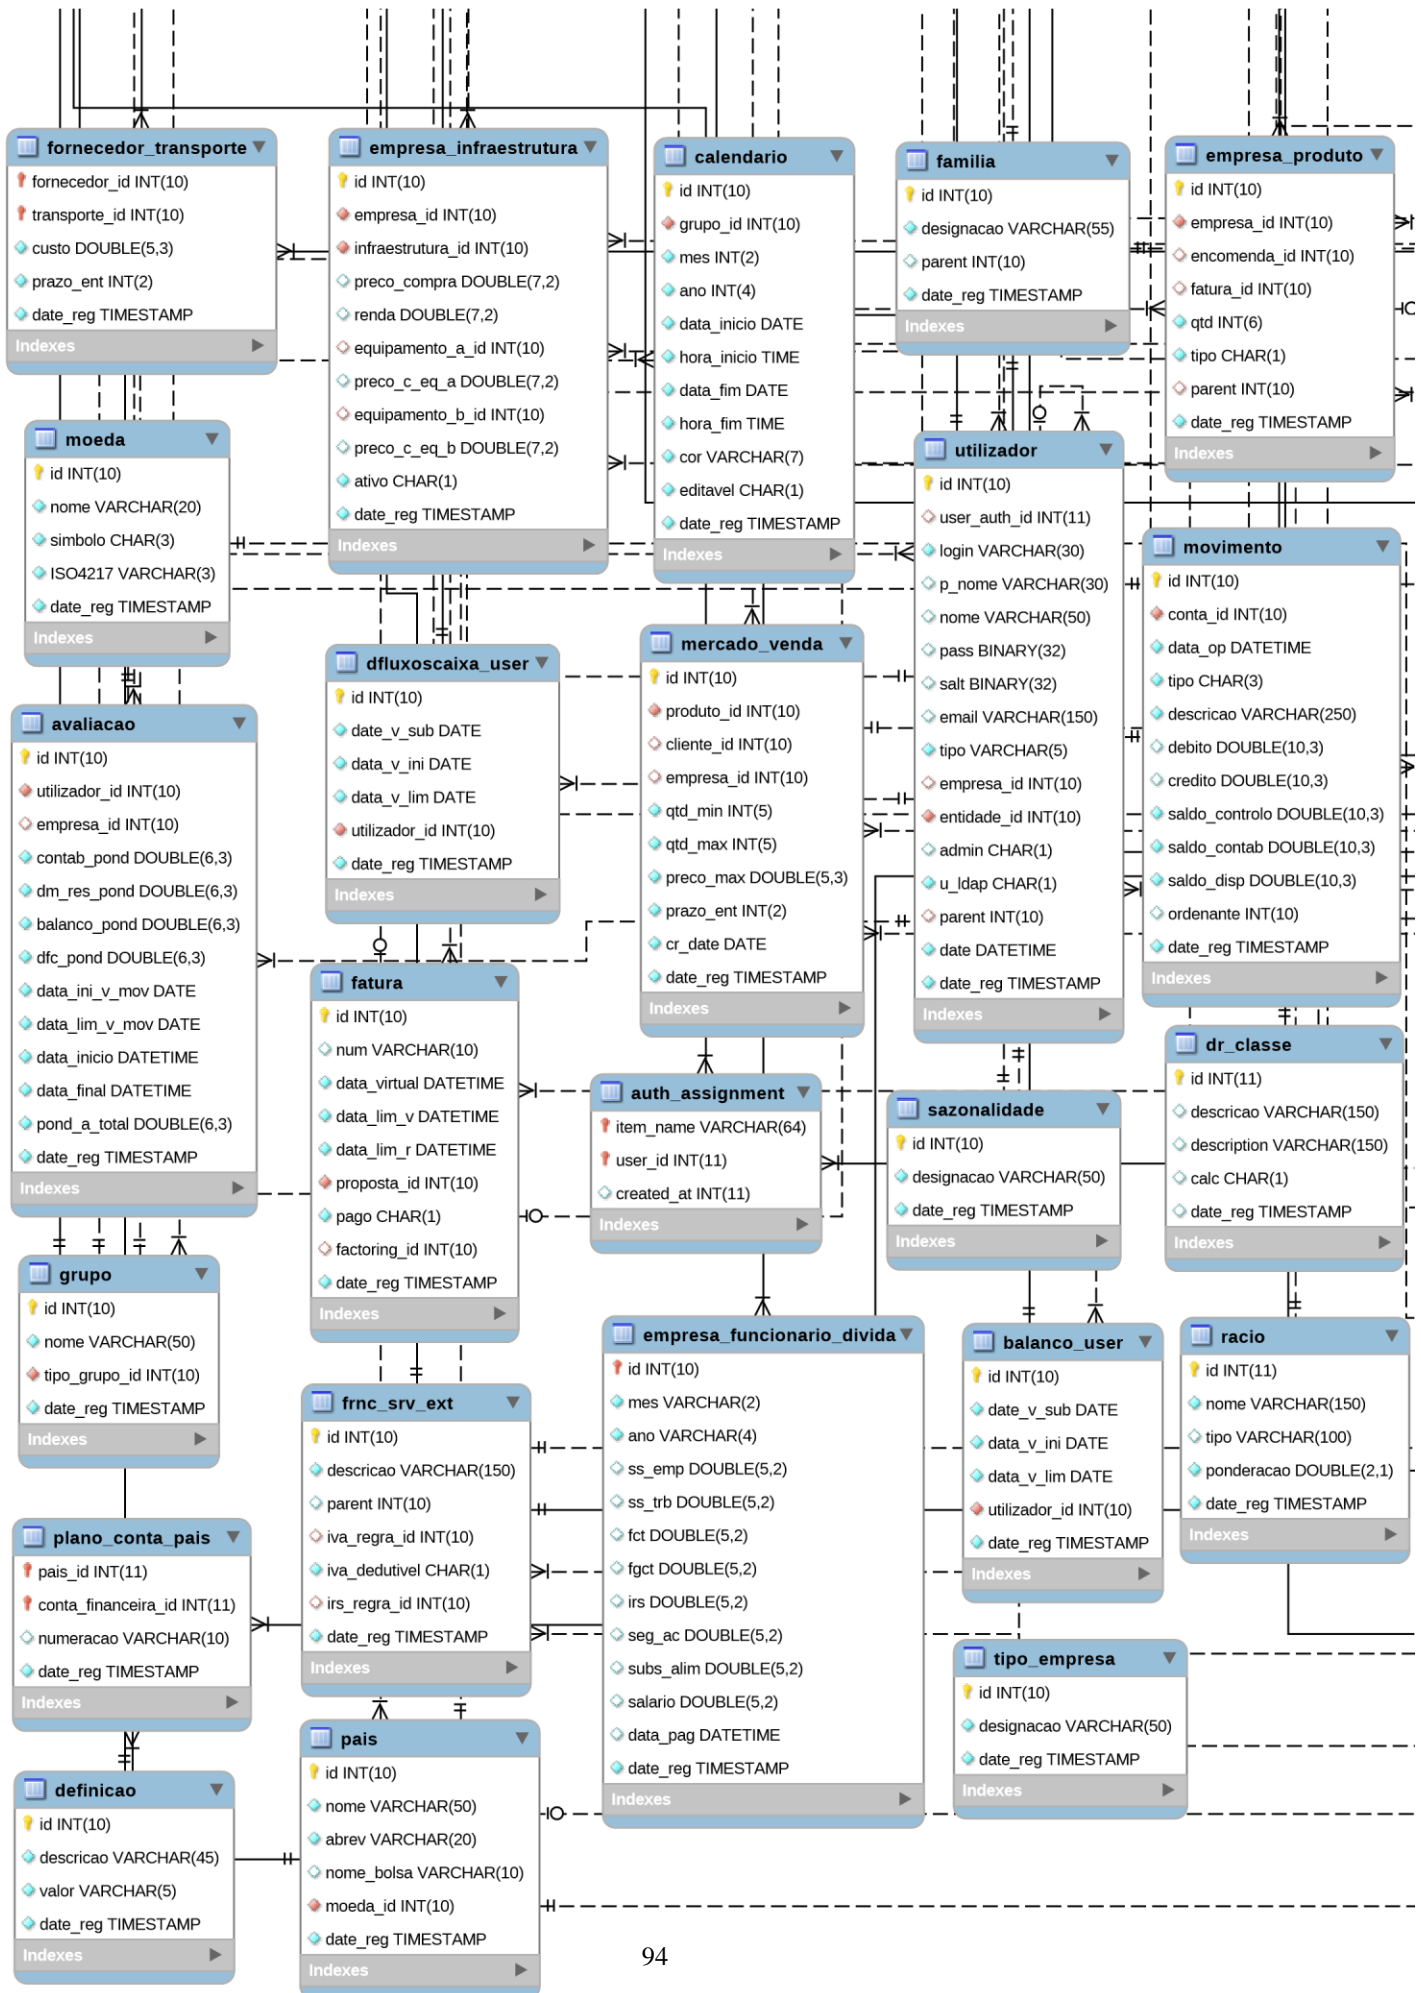 fornecedor_transporte
fornecedor_id INT(10)
transporte_id INT(10)
custo DOUBLE(5,3)
prazo_ent INT(2)
date_reg TIMESTAMP
Indexes
empresa_infraestrutura
id INT(10)
empresa_id INT(10)
infraestrutura_id INT(10)
preco_compra DOUBLE(7,2)
renda DOUBLE(7,2)
equipamento_a_id INT(10)
preco_c_eq_a DOUBLE(7,2)
equipamento_b_id INT(10)
preco_c_eq_b DOUBLE(7,2)
ativo CHAR(1)
date_reg TIMESTAMP
Indexes
calendario
id INT(10)
grupo_id INT(10)
mes INT(2)
ano INT(4)
data_inicio DATE
hora_inicio TIME
data_fim DATE
hora_fim TIME
cor VARCHAR(7)
editavel CHAR(1)
date_reg TIMESTAMP
Indexes
familia
id INT(10)
designacao VARCHAR(55)
parent INT(10)
date_reg TIMESTAMP
Indexes
empresa_produto
id INT(10)
empresa_id INT(10)
encomenda_id INT(10)
fatura_id INT(10)
qtd INT(6)
tipo CHAR(1)
parent INT(10)
date_reg TIMESTAMP
Indexes
moeda
id INT(10)
nome VARCHAR(20)
simbolo CHAR(3)
ISO4217 VARCHAR(3)
date_reg TIMESTAMP
Indexes
utilizador
id INT(10)
user_auth_id INT(11)
login VARCHAR(30)
p_nome VARCHAR(30)
nome VARCHAR(50)
pass BINARY(32)
salt BINARY(32)
email VARCHAR(150)
tipo VARCHAR(5)
empresa_id INT(10)
entidade_id INT(10)
admin CHAR(1)
u_ldap CHAR(1)
parent INT(10)
date DATETIME
date_reg TIMESTAMP
Indexes
movimento
id INT(10)
conta_id INT(10)
data_op DATETIME
tipo CHAR(3)
descricao VARCHAR(250)
debito DOUBLE(10,3)
credito DOUBLE(10,3)
saldo_controlo DOUBLE(10,3)
saldo_contab DOUBLE(10,3)
saldo_disp DOUBLE(10,3)
ordenante INT(10)
date_reg TIMESTAMP
Indexes
dfluxoscaixa_user
id INT(10)
date_v_sub DATE
data_v_ini DATE
data_v_lim DATE
utilizador_id INT(10)
date_reg TIMESTAMP
Indexes
mercado_venda
id INT(10)
produto_id INT(10)
cliente_id INT(10)
empresa_id INT(10)
qtd_min INT(5)
qtd_max INT(5)
preco_max DOUBLE(5,3)
prazo_ent INT(2)
cr_date DATE
date_reg TIMESTAMP
Indexes
avaliacao
id INT(10)
utilizador_id INT(10)
empresa_id INT(10)
contab_pond DOUBLE(6,3)
dm_res_pond DOUBLE(6,3)
balanco_pond DOUBLE(6,3)
dfc_pond DOUBLE(6,3)
data_ini_v_mov DATE
data_lim_v_mov DATE
data_inicio DATETIME
data_final DATETIME
pond_a_total DOUBLE(6,3)
date_reg TIMESTAMP
Indexes
fatura
id INT(10)
num VARCHAR(10)
data_virtual DATETIME
data_lim_v DATETIME
data_lim_r DATETIME
proposta_id INT(10)
pago CHAR(1)
factoring_id INT(10)
date_reg TIMESTAMP
Indexes
auth_assignment
item_name VARCHAR(64)
user_id INT(11)
created_at INT(11)
Indexes
sazonalidade
id INT(10)
designacao VARCHAR(50)
date_reg TIMESTAMP
Indexes
dr_classe
id INT(11)
descricao VARCHAR(150)
description VARCHAR(150)
calc CHAR(1)
date_reg TIMESTAMP
Indexes
grupo
id INT(10)
nome VARCHAR(50)
tipo_grupo_id INT(10)
date_reg TIMESTAMP
Indexes
frnc_srv_ext
id INT(10)
descricao VARCHAR(150)
parent INT(10)
iva_regra_id INT(10)
iva_dedutivel CHAR(1)
irs_regra_id INT(10)
date_reg TIMESTAMP
Indexes
empresa_funcionario_divida
id INT(10)
mes VARCHAR(2)
ano VARCHAR(4)
ss_emp DOUBLE(5,2)
ss_trb DOUBLE(5,2)
fct DOUBLE(5,2)
fgct DOUBLE(5,2)
irs DOUBLE(5,2)
seg_ac DOUBLE(5,2)
subs_alim DOUBLE(5,2)
salario DOUBLE(5,2)
data_pag DATETIME
date_reg TIMESTAMP
Indexes
balanco_user
id INT(10)
date_v_sub DATE
data_v_ini DATE
data_v_lim DATE
utilizador_id INT(10)
date_reg TIMESTAMP
Indexes
racio
id INT(11)
nome VARCHAR(150)
tipo VARCHAR(100)
ponderacao DOUBLE(2,1)
date_reg TIMESTAMP
Indexes
plano_conta_pais
pais_id INT(11)
conta_financeira_id INT(11)
numeracao VARCHAR(10)
date_reg TIMESTAMP
Indexes
tipo_empresa
id INT(10)
designacao VARCHAR(50)
date_reg TIMESTAMP
Indexes
definicao
id INT(10)
descricao VARCHAR(45)
valor VARCHAR(5)
date_reg TIMESTAMP
Indexes
pais
id INT(10)
nome VARCHAR(50)
abrev VARCHAR(20)
nome_bolsa VARCHAR(10)
moeda_id INT(10)
date_reg TIMESTAMP
Indexes
94